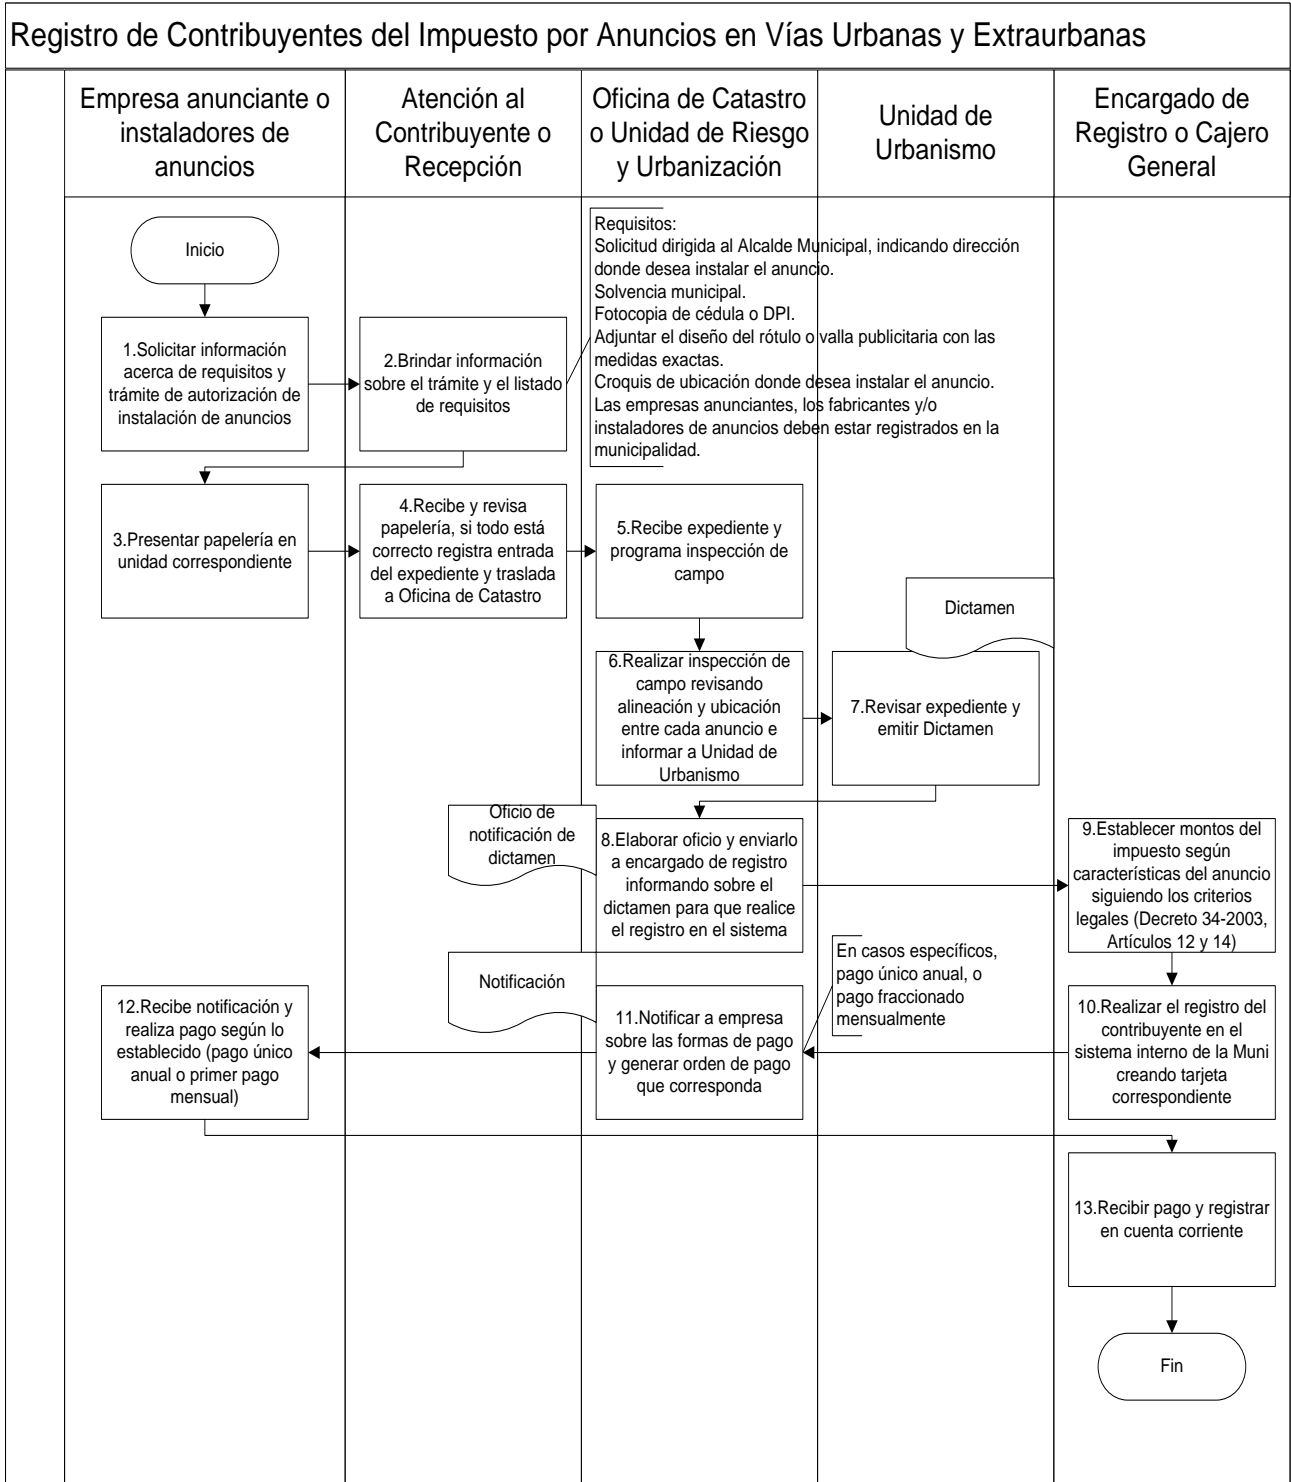 Registro de Contribuyentes del Impuesto por Anuncios en Vías Urbanas y Extraurbanas
Empresa anunciante o
instaladores de
anuncios
Atención al
Contribuyente o
Recepción
Oficina de Catastro
o Unidad de Riesgo
y Urbanización
Unidad de
Urbanismo
Encargado de
Registro o Cajero
General
Inicio
1.Solicitar información
acerca de requisitos y
trámite de autorización de
instalación de anuncios
2.Brindar información
sobre el trámite y el listado
de requisitos
Requisitos:
Solicitud dirigida al Alcalde Municipal, indicando dirección
donde desea instalar el anuncio.
Solvencia municipal.
Fotocopia de cédula o DPI.
Adjuntar el diseño del rótulo o valla publicitaria con las
medidas exactas.
Croquis de ubicación donde desea instalar el anuncio.
Las empresas anunciantes, los fabricantes y/o
instaladores de anuncios deben estar registrados en la
municipalidad.
3.Presentar papelería en
unidad correspondiente
4.Recibe y revisa
papelería, si todo está
correcto registra entrada
del expediente y traslada
a Oficina de Catastro
5.Recibe expediente y
programa inspección de
campo
Dictamen
6.Realizar inspección de
campo revisando
alineación y ubicación
entre cada anuncio e
informar a Unidad de
Urbanismo
7.Revisar expediente y
emitir Dictamen
Oficio de
notificación de
dictamen
8.Elaborar oficio y enviarlo
a encargado de registro
informando sobre el
dictamen para que realice
el registro en el sistema
9.Establecer montos del
impuesto según
características del anuncio
siguiendo los criterios
legales (Decreto 34-2003,
Artículos 12 y 14)
En casos específicos,
pago único anual, o
pago fraccionado
mensualmente
Notificación
12.Recibe notificación y
realiza pago según lo
establecido (pago único
anual o primer pago
mensual)
11.Notificar a empresa
sobre las formas de pago
y generar orden de pago
que corresponda
10.Realizar el registro del
contribuyente en el
sistema interno de la Muni
creando tarjeta
correspondiente
13.Recibir pago y registrar
en cuenta corriente
Fin